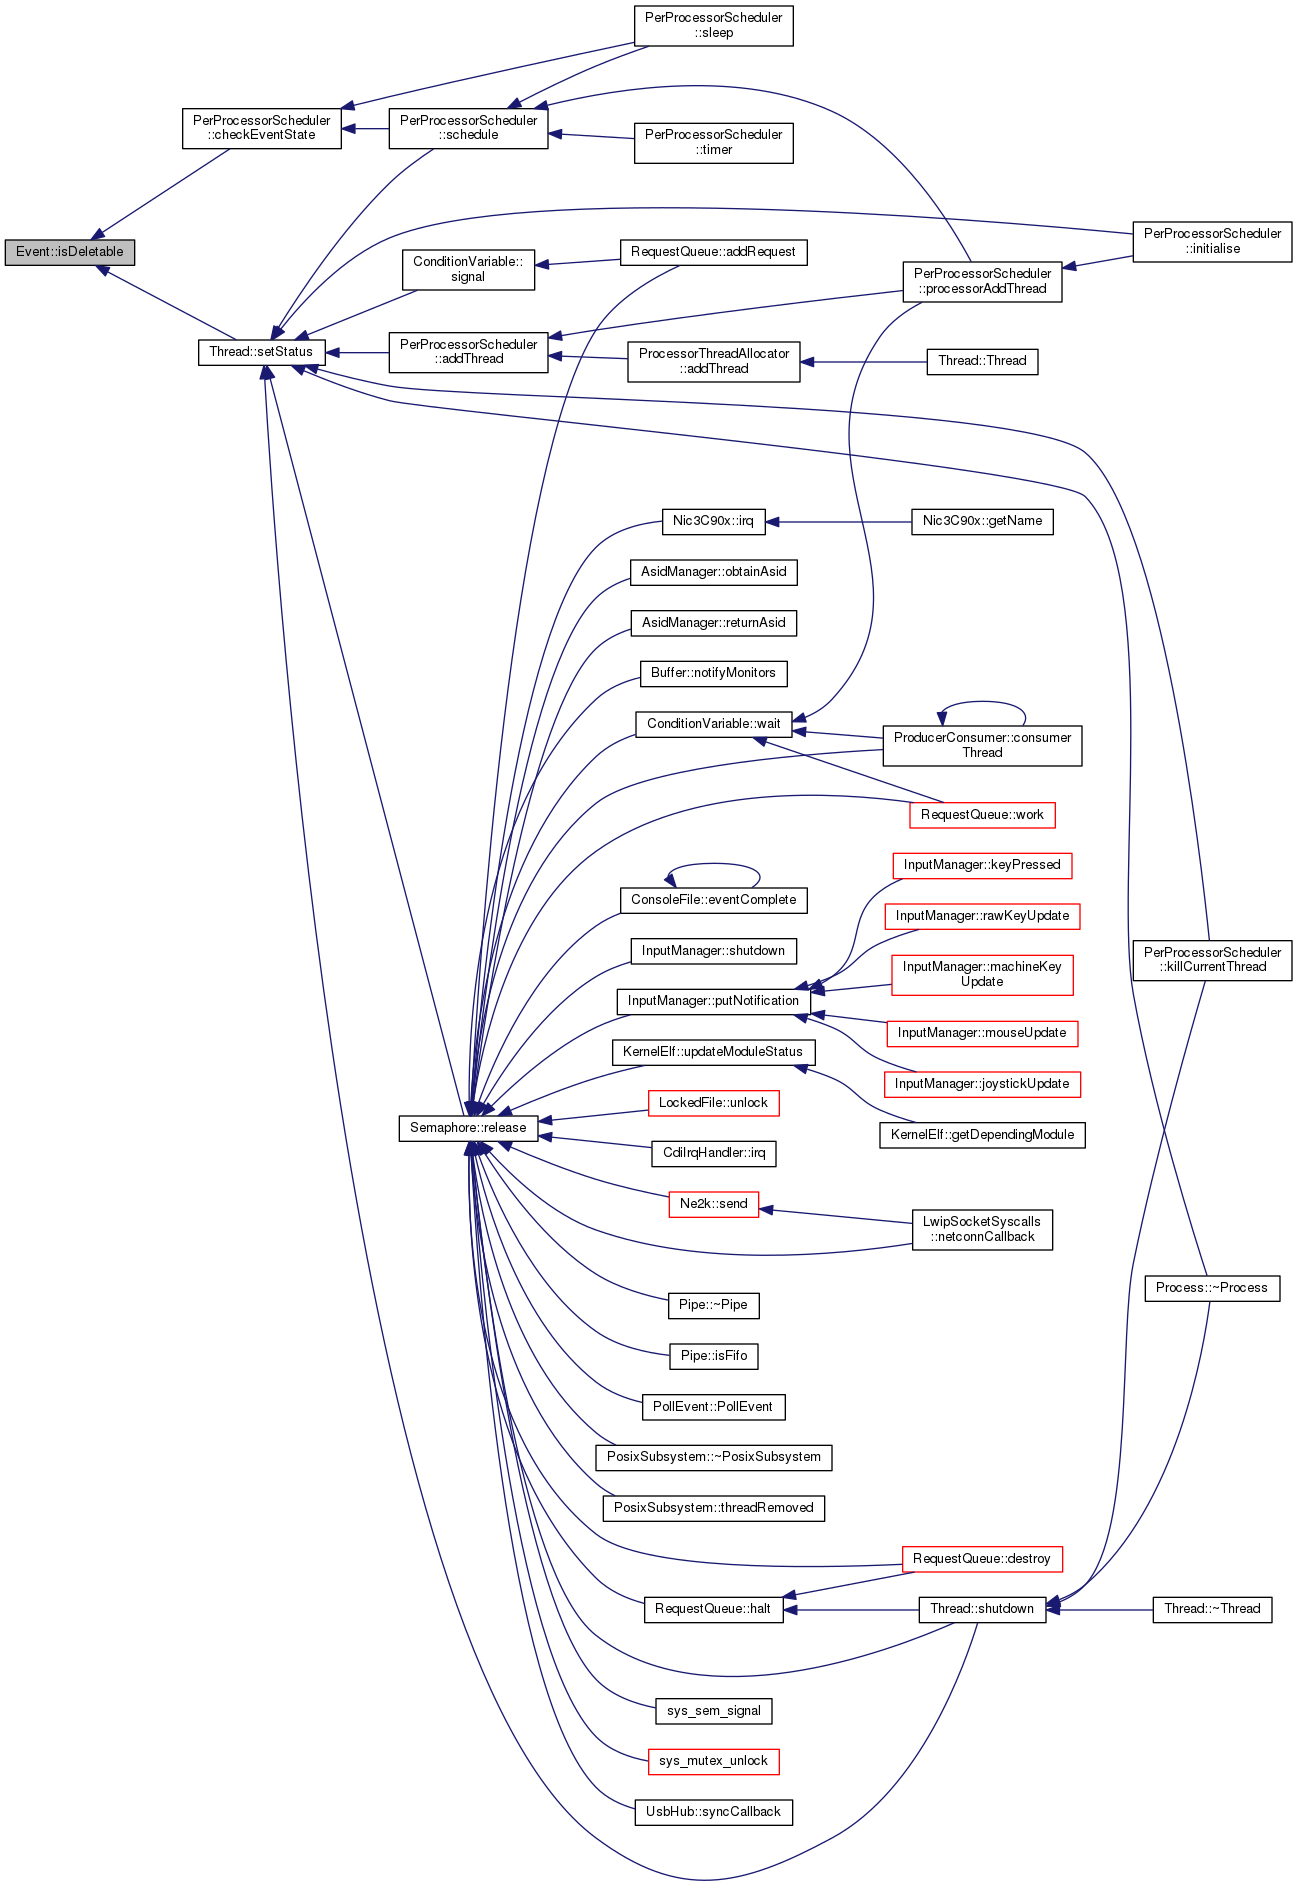 PerProcessorScheduler
::sleep
PerProcessorScheduler
::checkEventState
PerProcessorScheduler
::schedule
PerProcessorScheduler
::timer
Event::isDeletable
ConditionVariable::
signal
RequestQueue::addRequest
PerProcessorScheduler
::initialise
PerProcessorScheduler
::processorAddThread
Thread::setStatus
PerProcessorScheduler
::addThread
ProcessorThreadAllocator
::addThread
Thread::Thread
Nic3C90x::irq
Nic3C90x::getName
AsidManager::obtainAsid
AsidManager::returnAsid
Buffer::notifyMonitors
ConditionVariable::wait
ProducerConsumer::consumer
Thread
RequestQueue::work
InputManager::keyPressed
ConsoleFile::eventComplete
InputManager::rawKeyUpdate
InputManager::shutdown
InputManager::machineKey
Update
PerProcessorScheduler
::killCurrentThread
InputManager::putNotification
InputManager::mouseUpdate
KernelElf::updateModuleStatus
InputManager::joystickUpdate
LockedFile::unlock
Semaphore::release
KernelElf::getDependingModule
CdiIrqHandler::irq
Ne2k::send
LwipSocketSyscalls
::netconnCallback
Process::~Process
Pipe::~Pipe
Pipe::isFifo
PollEvent::PollEvent
PosixSubsystem::~PosixSubsystem
PosixSubsystem::threadRemoved
RequestQueue::destroy
RequestQueue::halt
Thread::shutdown
Thread::~Thread
sys_sem_signal
sys_mutex_unlock
UsbHub::syncCallback